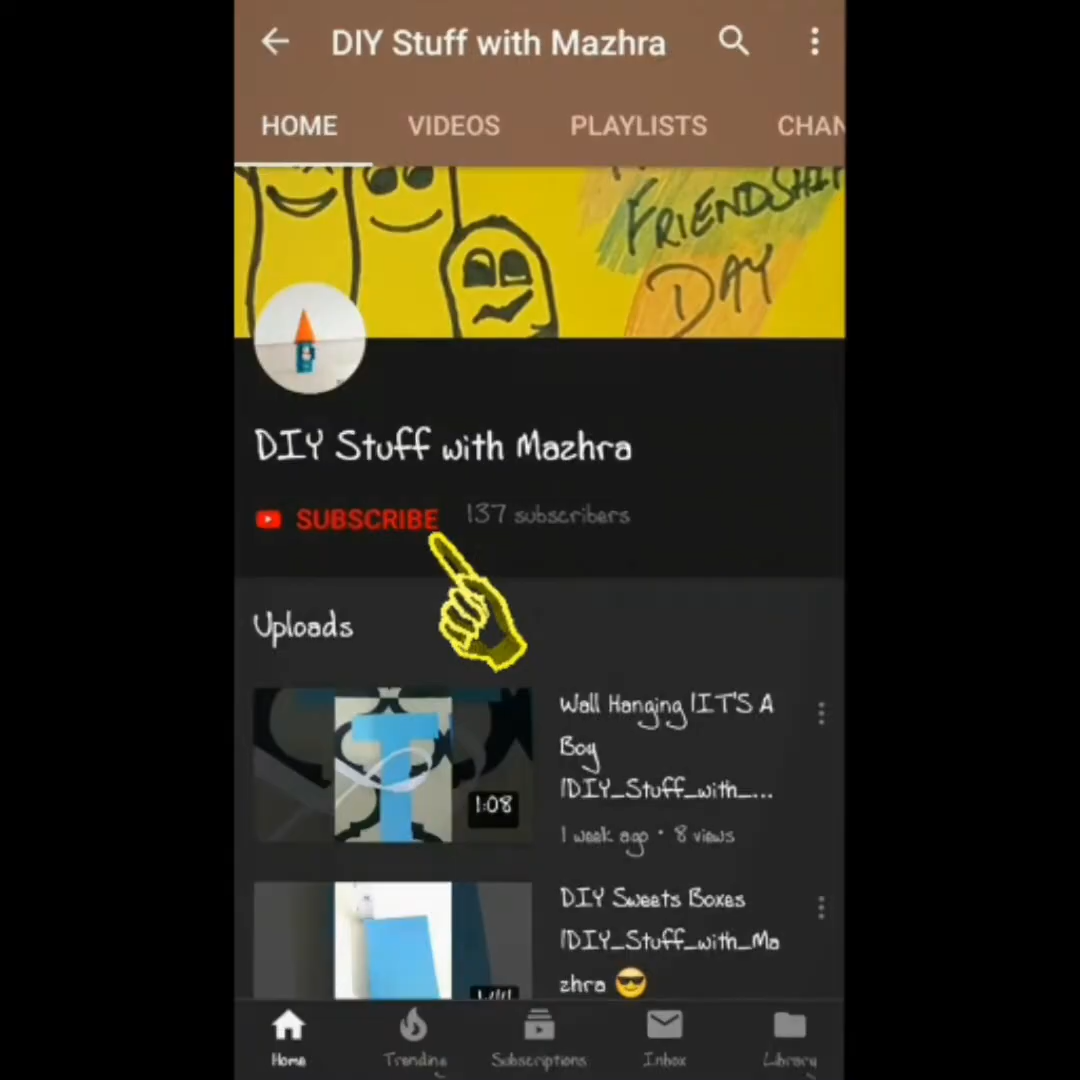 DIY Stuff with Mazhra
HOME VIDEOS PLAYLISTS CHAN
FRIENDSHIP
DAY
DIY Stuff with Mazhra
SUBSCRIBE 137 subscribers
Uploads
Wall Hanging |IT'S A
Boy
|DIY_Stuff_with_...
1:08
1 week ago · 8 views
DIY Sweets Boxes
|DIY_Stuff_with_Ma
zhra 😎
Home Trending Subscriptions Inbox Library